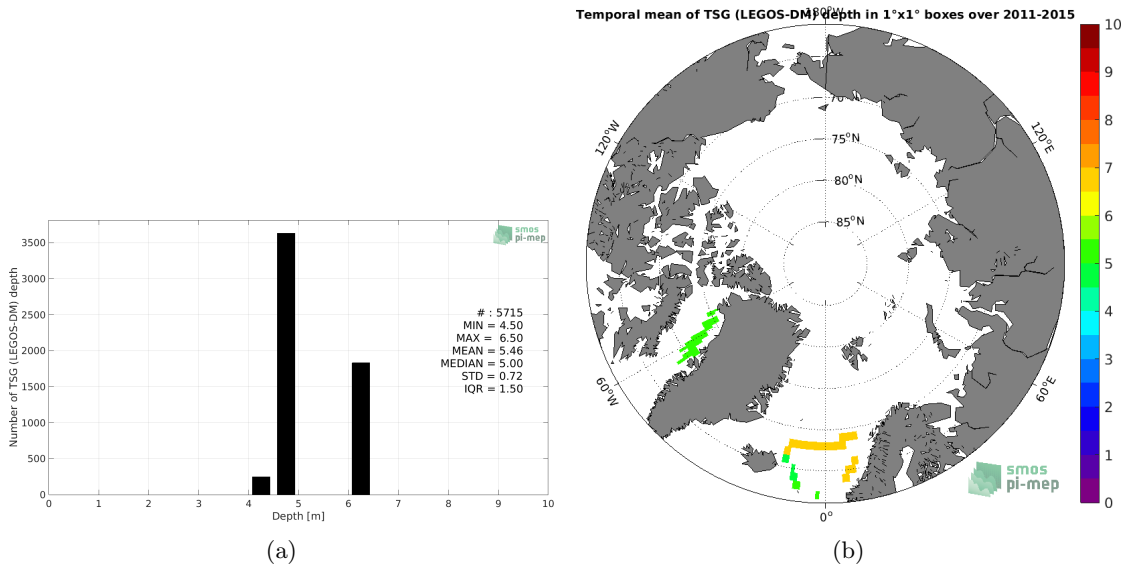 Temporal mean of TSG (LEGOS-DM) depth in 1°x1° boxes over 2011-2015
180°W
120°W
120°E
60°W
60°E
0°
70°N
75°N
80°N
85°N
10
9
8
7
6
5
4
3
2
1
0
smos
pi-mep
Number of TSG (LEGOS-DM) depth
3500
3000
2500
2000
1500
1000
500
0
smos
pi-mep
# : 5715
MIN = 4.50
MAX = 6.50
MEAN = 5.46
MEDIAN = 5.00
STD = 0.72
IQR = 1.50
0 1 2 3 4 5 6 7 8 9 10
Depth [m]
(a)
(b)